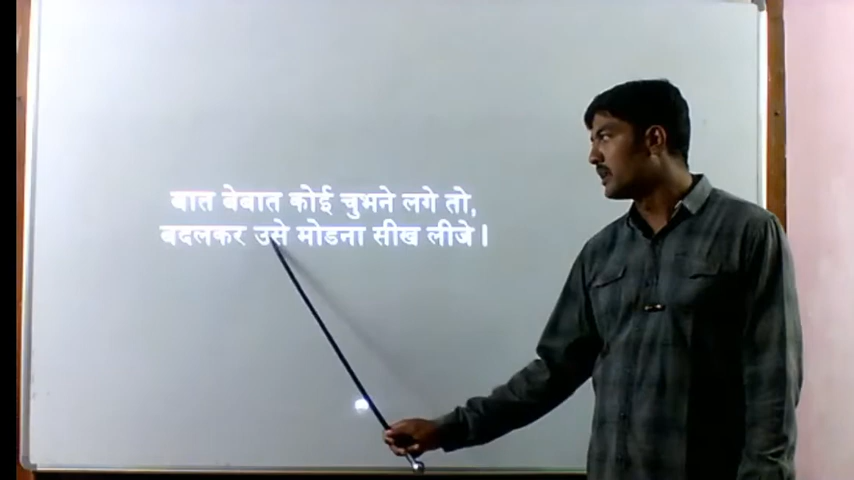 बात बेबात कोई चुभने लगे तो,
बदलकर उसे मोडना सीख लीजे।